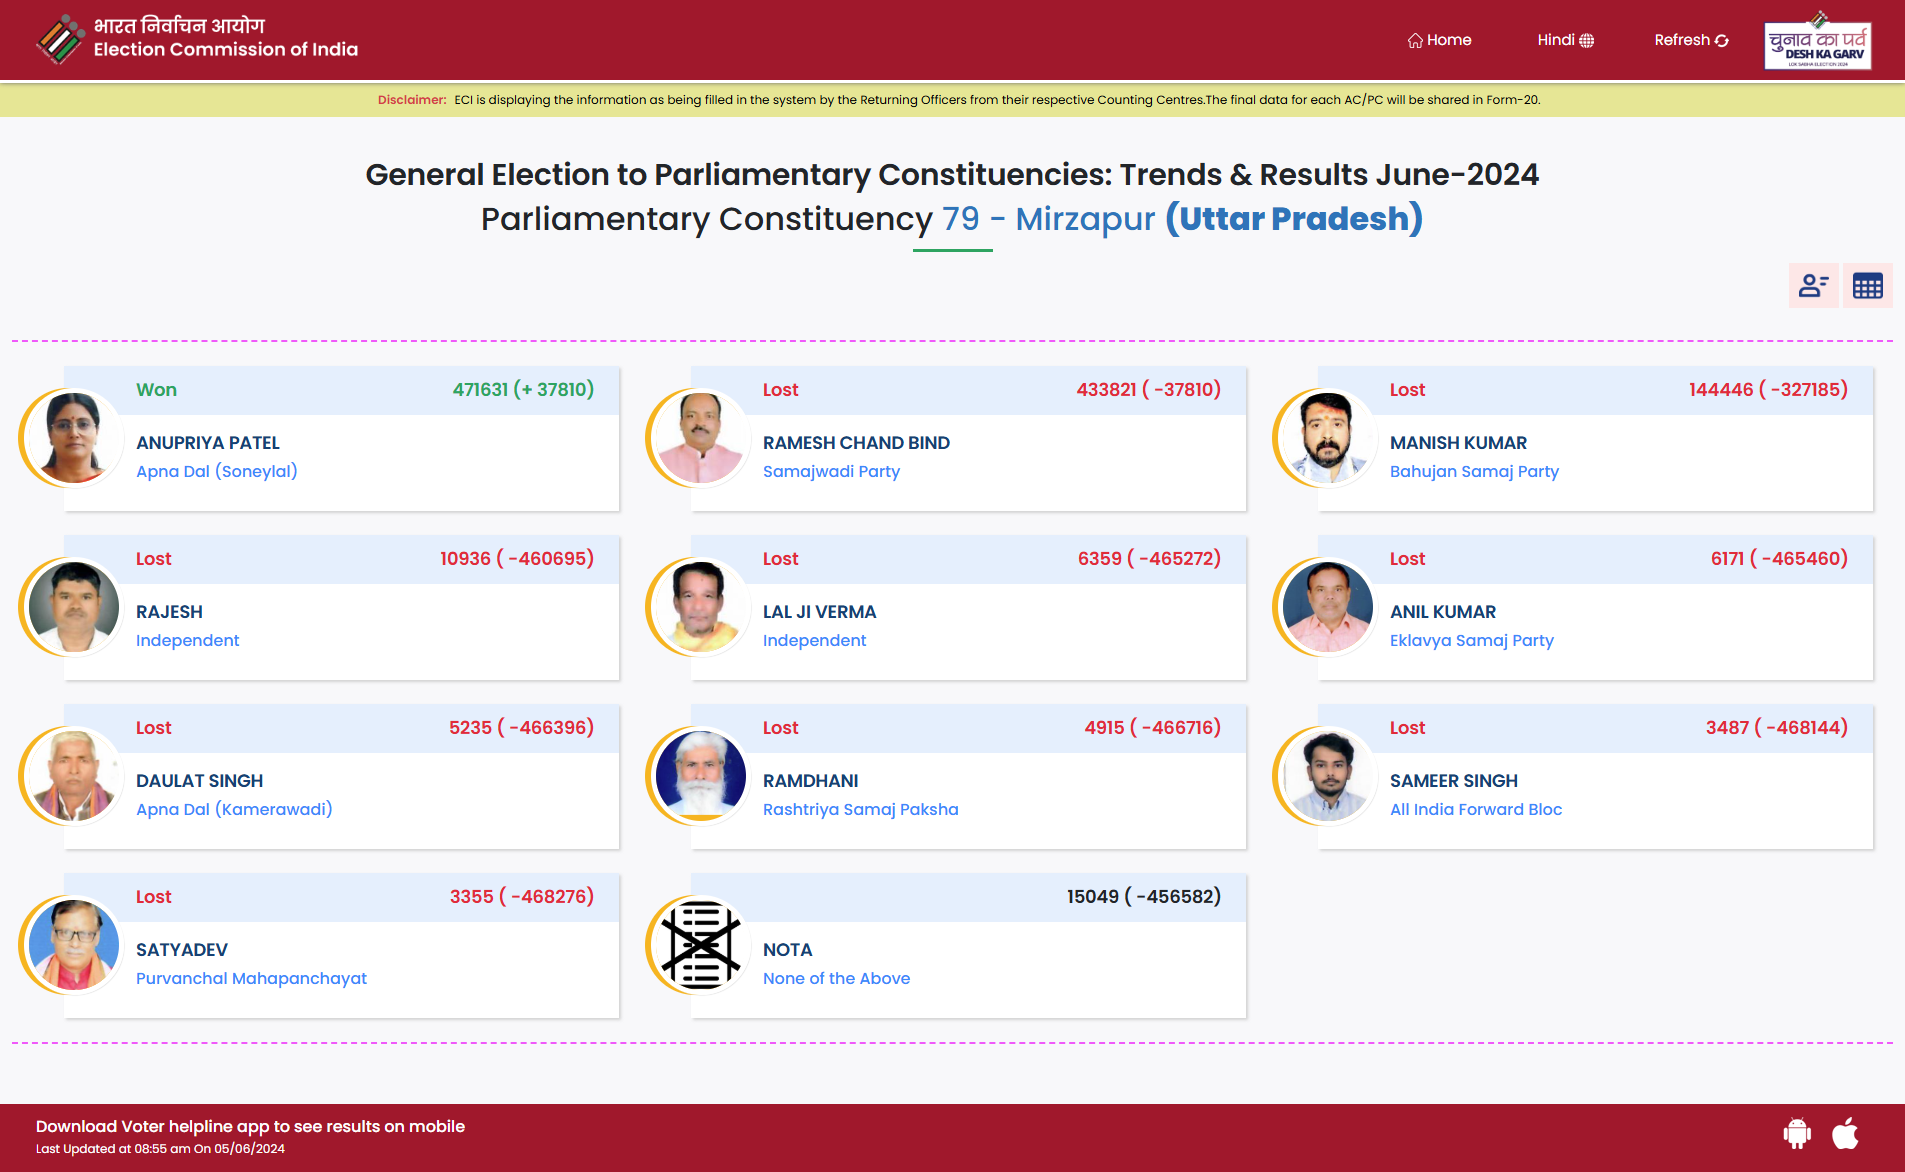 भारत निर्वाचन आयोग
Election Commission of India
Home
Hindi
Refresh
चुनाव का पर्व
DESH KA GARV
LOK SABHA ELECTION 2024
Disclaimer: ECI is displaying the information as being filled in the system by the Returning Officers from their respective Counting Centres.The final data for each AC/PC will be shared in Form-20.
General Election to Parliamentary Constituencies: Trends & Results June-2024
Parliamentary Constituency 79 - Mirzapur (Uttar Pradesh)
Won 471631 (+ 37810)
ANUPRIYA PATEL
Apna Dal (Soneylal)
Lost 433821 ( -37810)
RAMESH CHAND BIND
Samajwadi Party
Lost 144446 ( -327185)
MANISH KUMAR
Bahujan Samaj Party
Lost 10936 ( -460695)
RAJESH
Independent
Lost 6359 ( -465272)
LAL JI VERMA
Independent
Lost 6171 ( -465460)
ANIL KUMAR
Eklavya Samaj Party
Lost 5235 ( -466396)
DAULAT SINGH
Apna Dal (Kamerawadi)
Lost 4915 ( -466716)
RAMDHANI
Rashtriya Samaj Paksha
Lost 3487 ( -468144)
SAMEER SINGH
All India Forward Bloc
Lost 3355 ( -468276)
SATYADEV
Purvanchal Mahapanchayat
15049 ( -456582)
NOTA
None of the Above
Download Voter helpline app to see results on mobile
Last Updated at 08:55 am On 05/06/2024